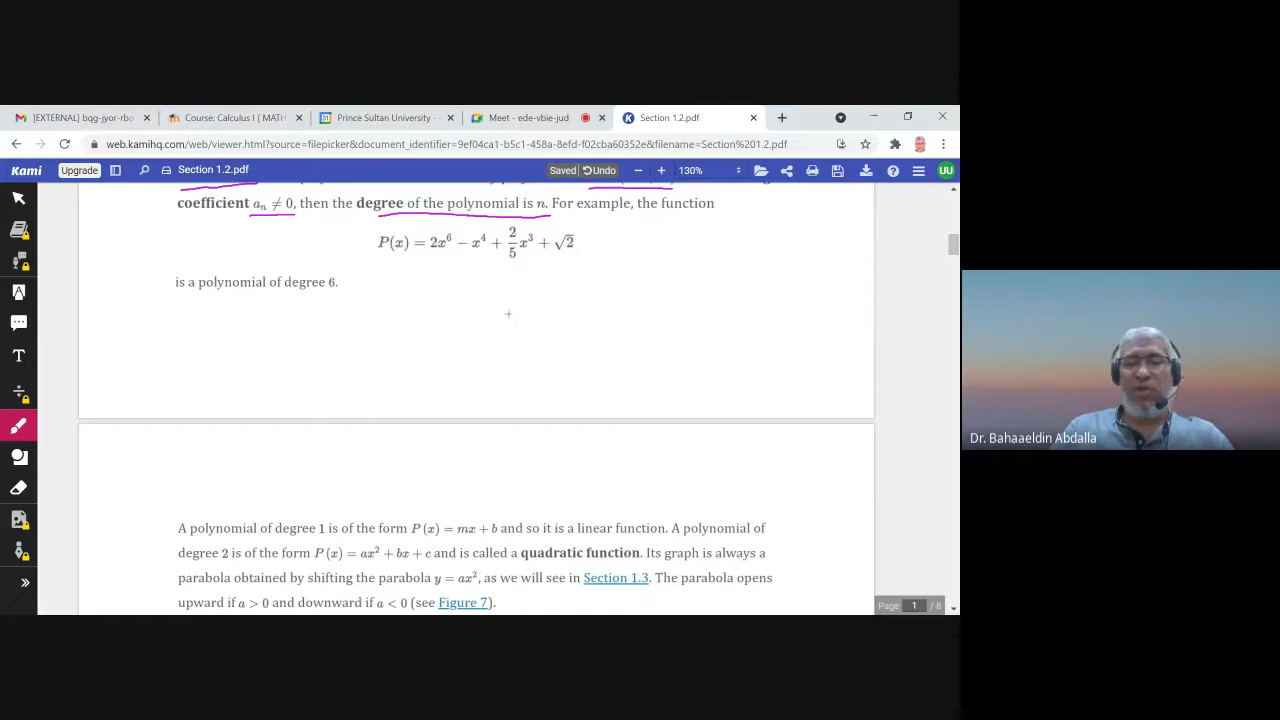 [EXTERNAL] bqg-jyor-rbo
Course: Calculus I ( MATH
Prince Sultan University -
Meet - ede-vbie-jud
Section 1.2.pdf
web.kamihq.com/web/viewer.html?source=filepicker&document_identifier=9ef04ca1-b5c1-458a-8efd-f02cba60352e&filename=Section%201.2.pdf
Kami
Upgrade
Section 1.2.pdf
Saved
Undo
130%
UU
coefficient aₙ ≠ 0, then the degree of the polynomial is n. For example, the function
P(x) = 2x⁶ − x⁴ + 2/5 x³ + √2
is a polynomial of degree 6.
A polynomial of degree 1 is of the form P (x) = mx + b and so it is a linear function. A polynomial of
degree 2 is of the form P (x) = ax² + bx + c and is called a quadratic function. Its graph is always a
parabola obtained by shifting the parabola y = ax², as we will see in Section 1.3. The parabola opens
upward if a > 0 and downward if a < 0 (see Figure 7).
Page 1 / 8
Dr. Bahaaeldin Abdalla